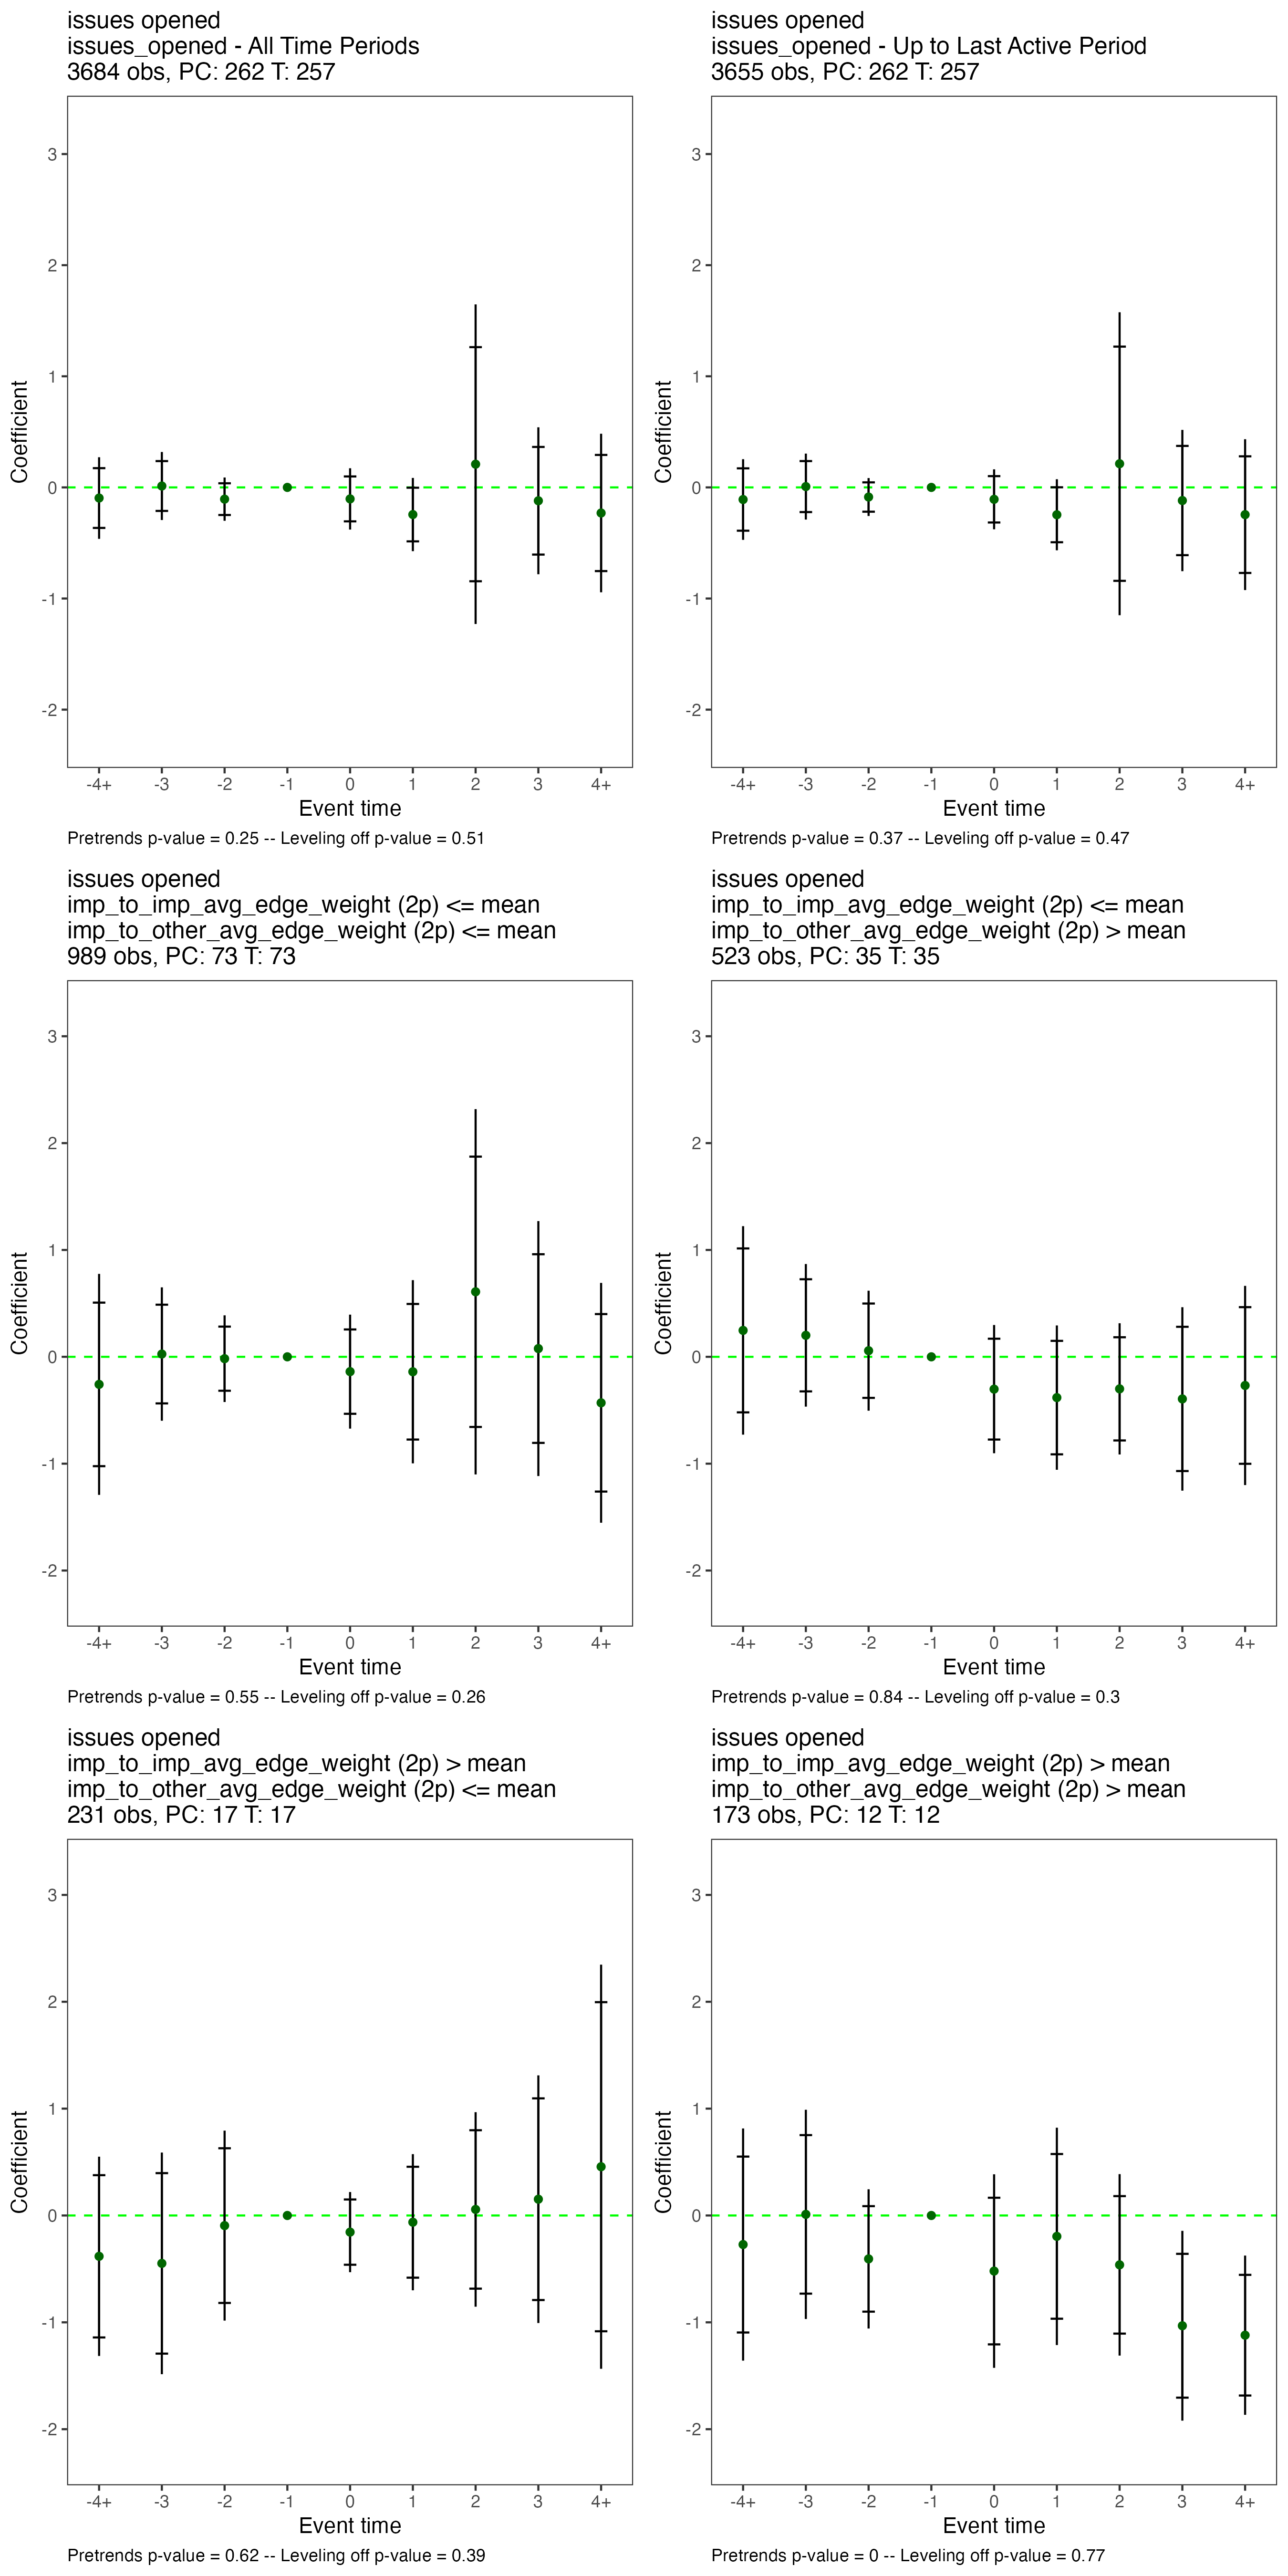 issues opened
issues_opened - All Time Periods
3684 obs, PC: 262 T: 257
3
2
1
0
-1
-2
Coefficient
-4+ -3 -2 -1 0 1 2 3 4+
Event time
Pretrends p-value = 0.25 -- Leveling off p-value = 0.51
issues opened
issues_opened - Up to Last Active Period
3655 obs, PC: 262 T: 257
3
2
1
0
-1
-2
Coefficient
-4+ -3 -2 -1 0 1 2 3 4+
Event time
Pretrends p-value = 0.37 -- Leveling off p-value = 0.47
issues opened
imp_to_imp_avg_edge_weight (2p) <= mean
imp_to_other_avg_edge_weight (2p) <= mean
989 obs, PC: 73 T: 73
3
2
1
0
-1
-2
Coefficient
-4+ -3 -2 -1 0 1 2 3 4+
Event time
Pretrends p-value = 0.55 -- Leveling off p-value = 0.26
issues opened
imp_to_imp_avg_edge_weight (2p) <= mean
imp_to_other_avg_edge_weight (2p) > mean
523 obs, PC: 35 T: 35
3
2
1
0
-1
-2
Coefficient
-4+ -3 -2 -1 0 1 2 3 4+
Event time
Pretrends p-value = 0.84 -- Leveling off p-value = 0.3
issues opened
imp_to_imp_avg_edge_weight (2p) > mean
imp_to_other_avg_edge_weight (2p) <= mean
231 obs, PC: 17 T: 17
3
2
1
0
-1
-2
Coefficient
-4+ -3 -2 -1 0 1 2 3 4+
Event time
Pretrends p-value = 0.62 -- Leveling off p-value = 0.39
issues opened
imp_to_imp_avg_edge_weight (2p) > mean
imp_to_other_avg_edge_weight (2p) > mean
173 obs, PC: 12 T: 12
3
2
1
0
-1
-2
Coefficient
-4+ -3 -2 -1 0 1 2 3 4+
Event time
Pretrends p-value = 0 -- Leveling off p-value = 0.77